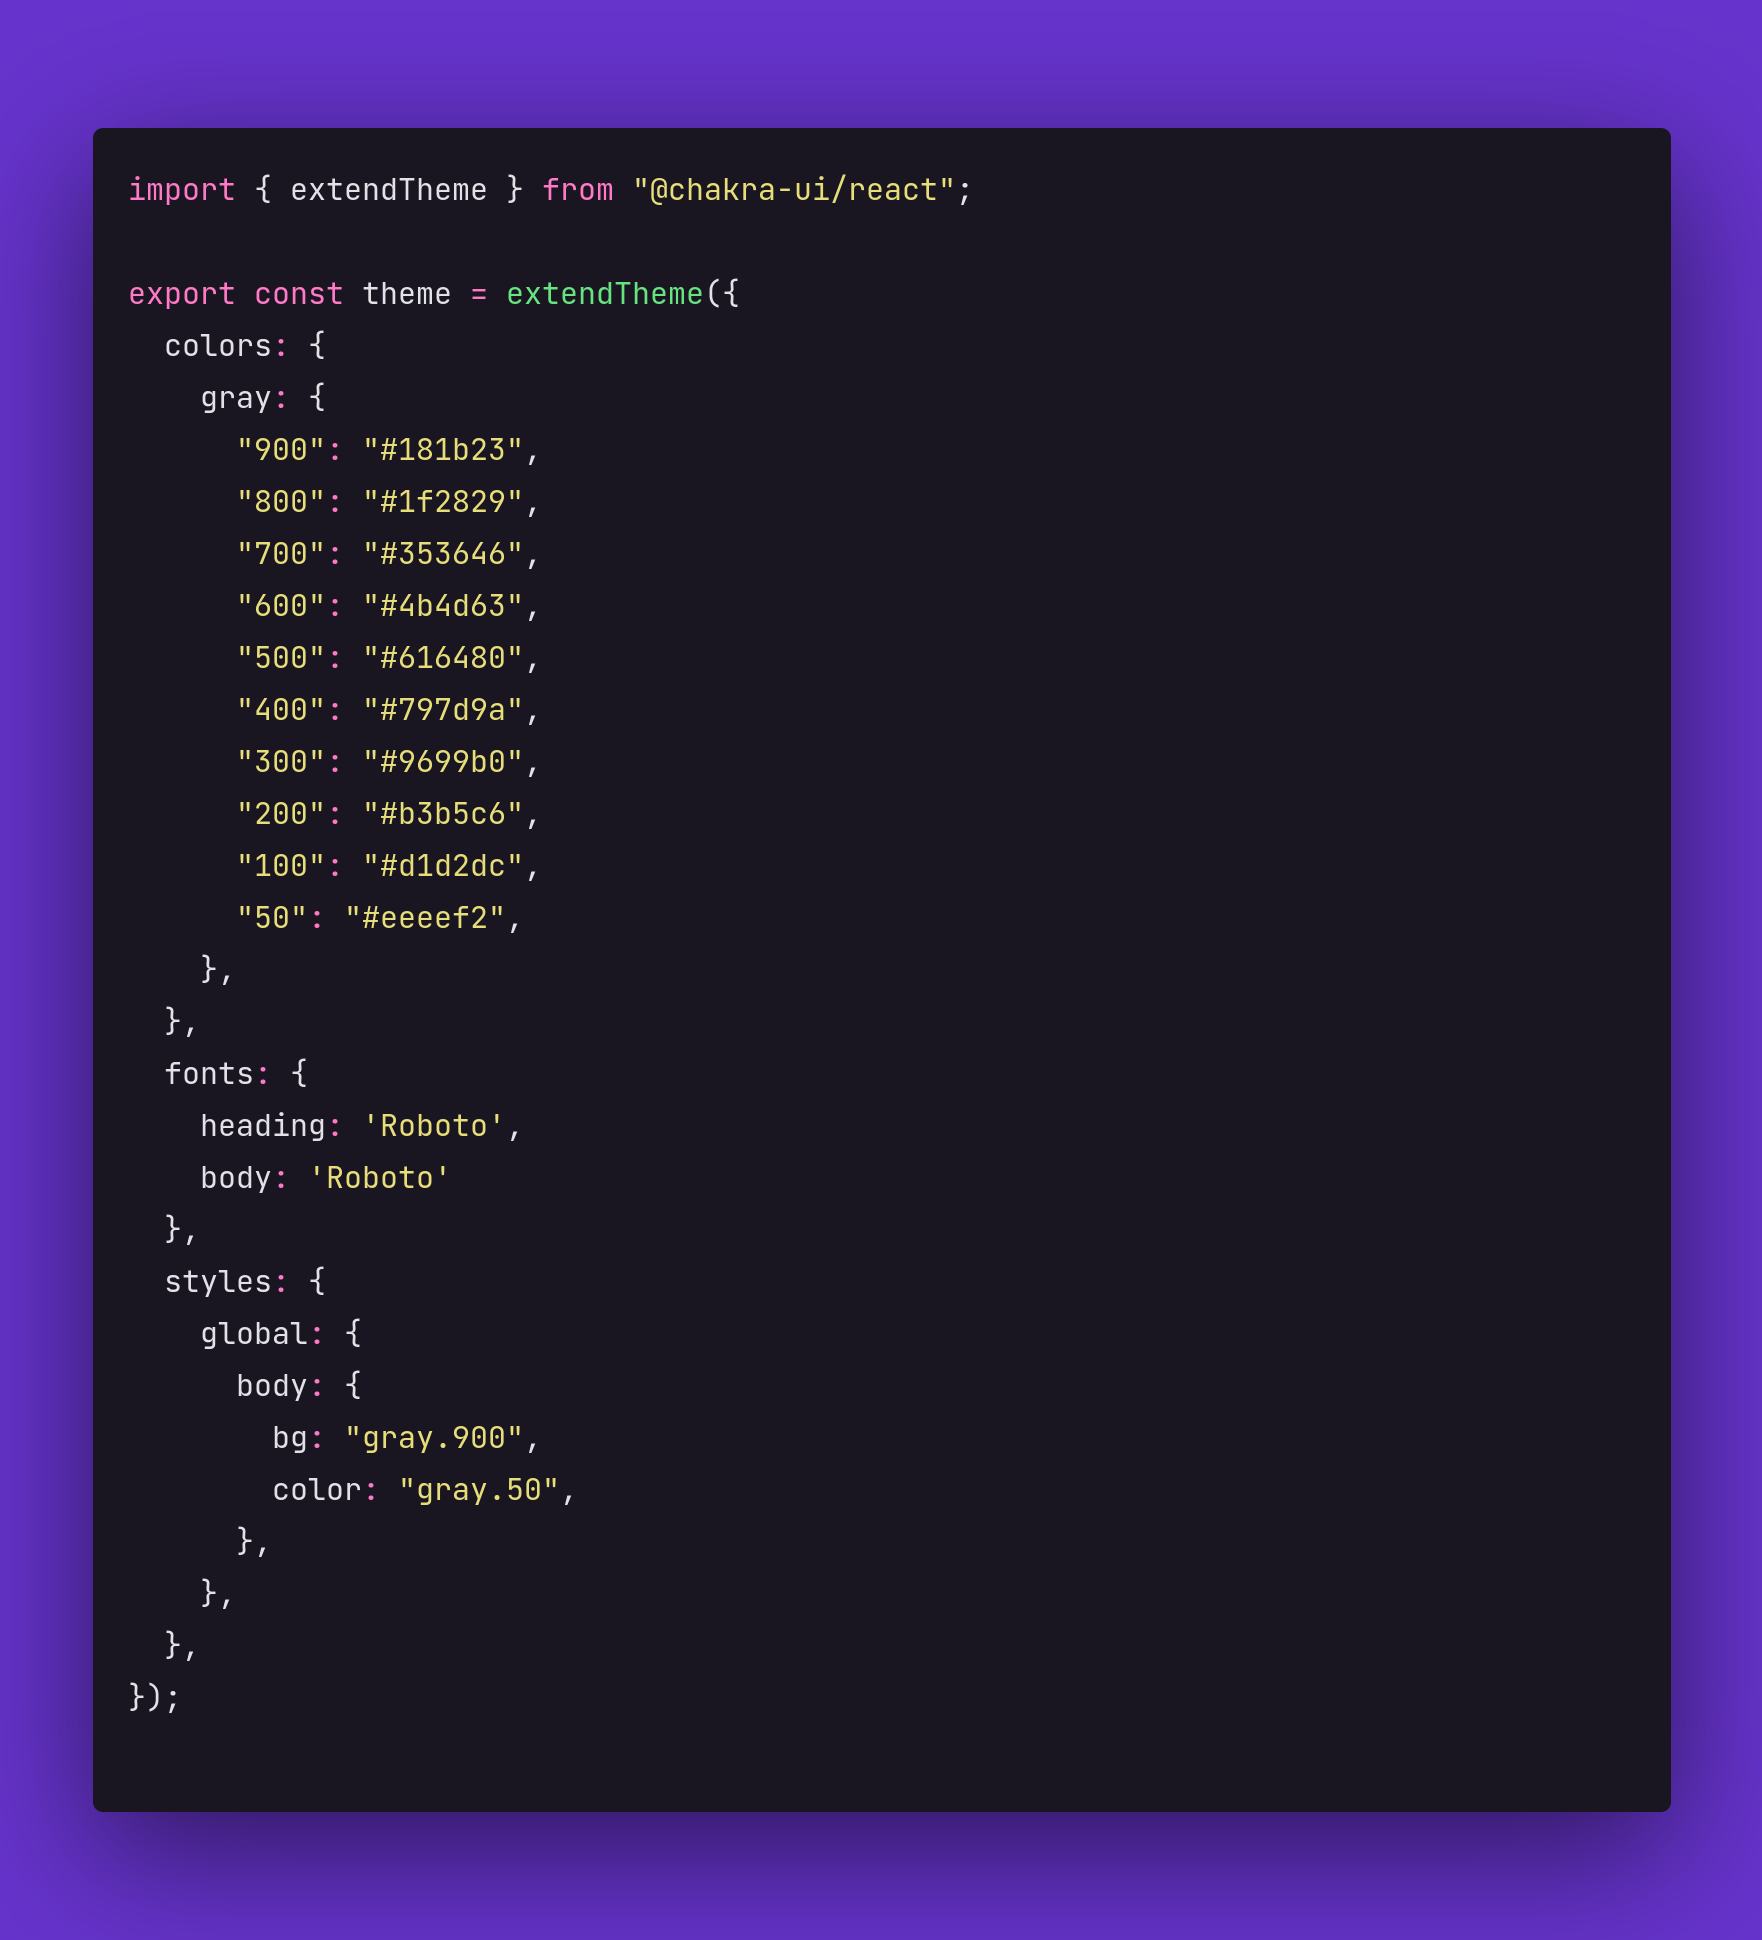 import { extendTheme } from "@chakra-ui/react";

export const theme = extendTheme({
  colors: {
    gray: {
      "900": "#181b23",
      "800": "#1f2829",
      "700": "#353646",
      "600": "#4b4d63",
      "500": "#616480",
      "400": "#797d9a",
      "300": "#9699b0",
      "200": "#b3b5c6",
      "100": "#d1d2dc",
      "50": "#eeeef2",
    },
  },
  fonts: {
    heading: 'Roboto',
    body: 'Roboto'
  },
  styles: {
    global: {
      body: {
        bg: "gray.900",
        color: "gray.50",
      },
    },
  },
});